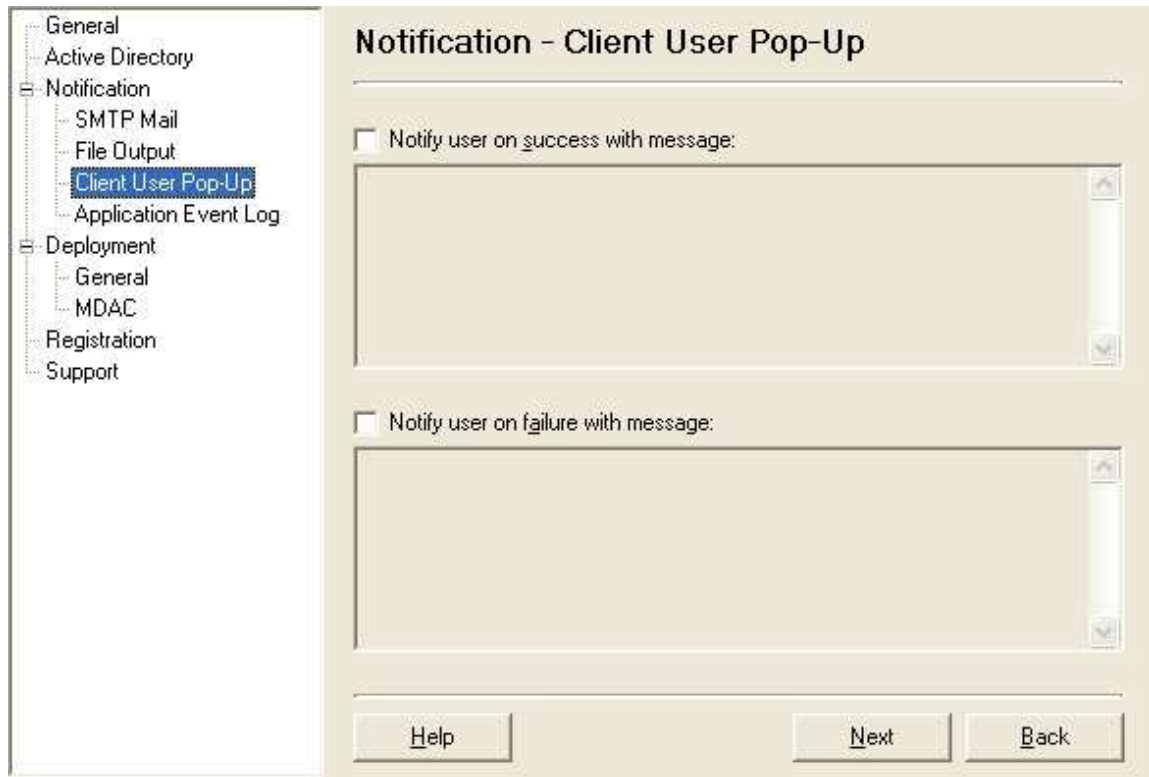 General
Active Directory
Notification
SMTP Mail
File Output
Client User Pop-Up
Application Event Log
Deployment
General
MDAC
Registration
Support
Notification - Client User Pop-Up
Notify user on success with message:
Notify user on failure with message:
Help
Next
Back